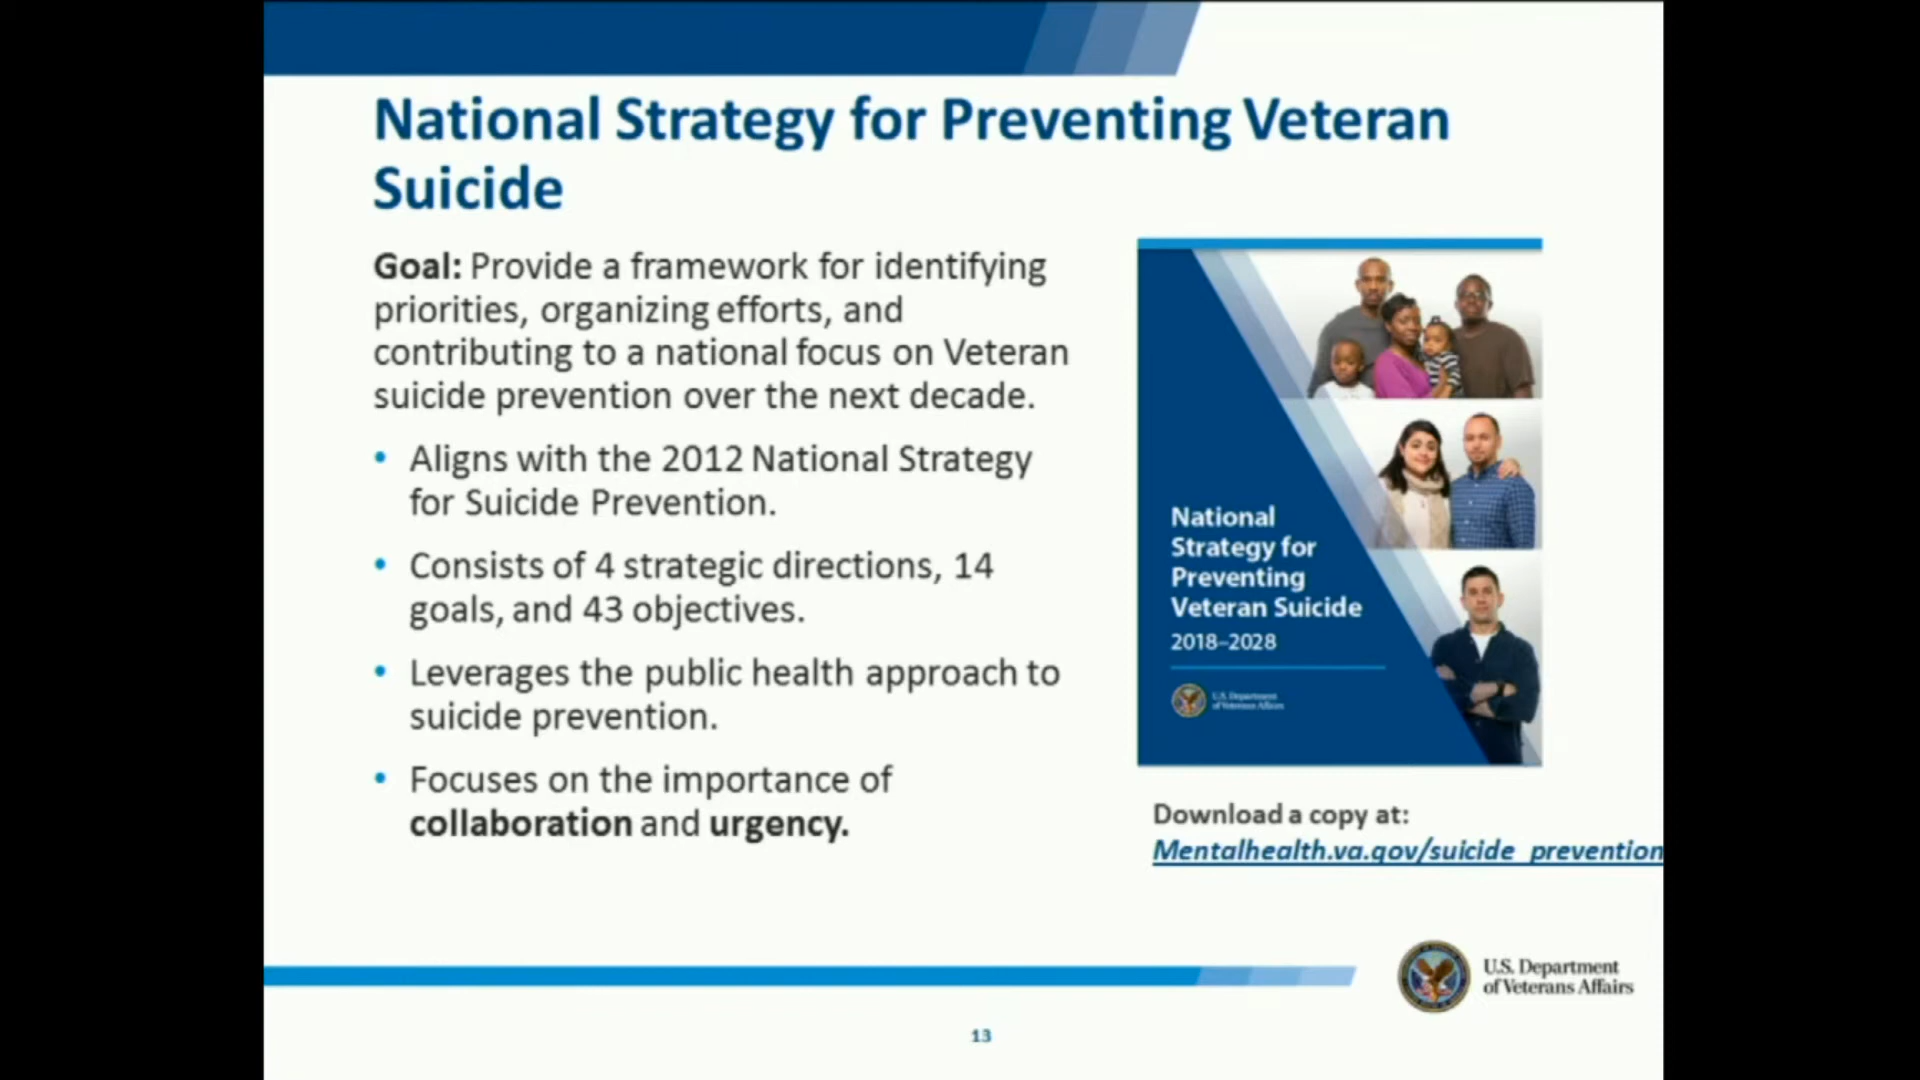 National Strategy for Preventing Veteran
Suicide
Goal: Provide a framework for identifying
priorities, organizing efforts, and
contributing to a national focus on Veteran
suicide prevention over the next decade.
• Aligns with the 2012 National Strategy
for Suicide Prevention.
• Consists of 4 strategic directions, 14
goals, and 43 objectives.
• Leverages the public health approach to
suicide prevention.
• Focuses on the importance of
collaboration and urgency.
National
Strategy for
Preventing
Veteran Suicide
2018–2028
U.S. Department
of Veterans Affairs
Download a copy at:
Mentalhealth.va.gov/suicide_prevention
U.S. Department
of Veterans Affairs
13